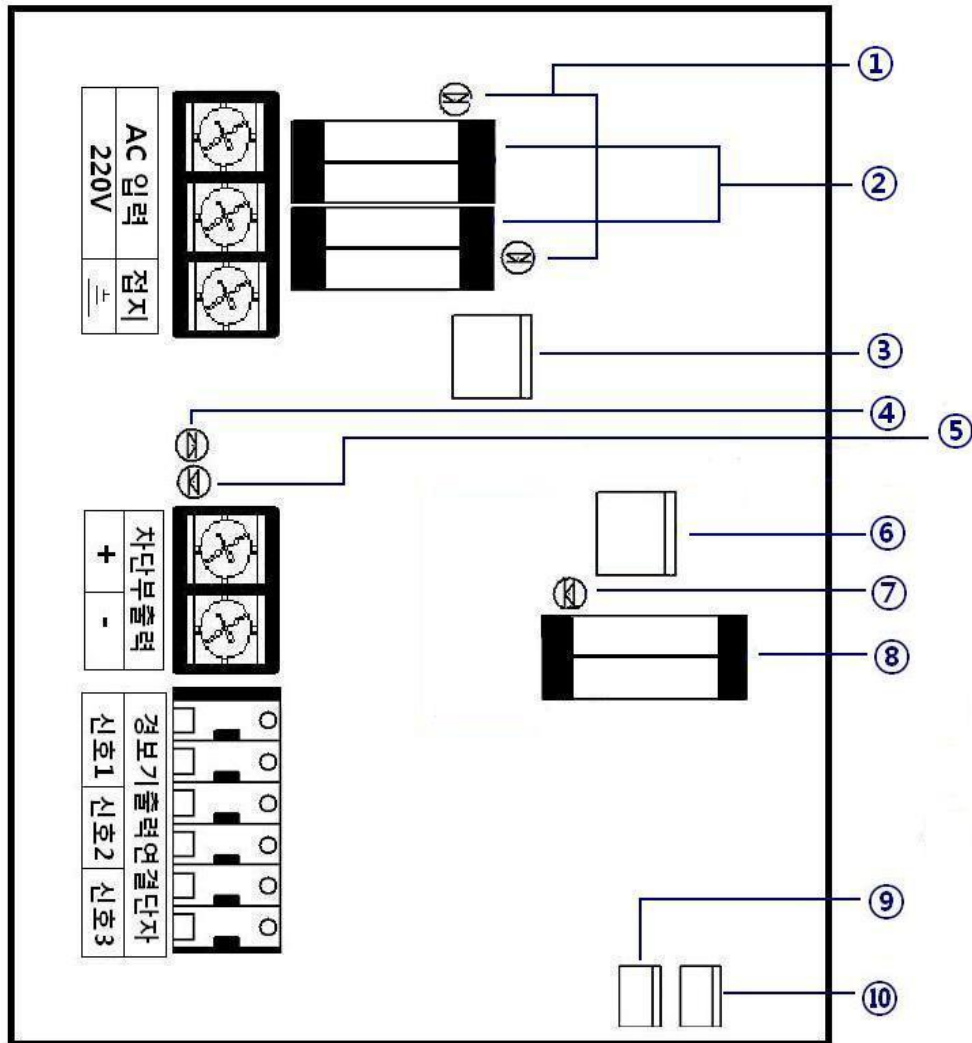 ①
②
③
④
⑤
⑥
⑦
⑧
⑨
⑩
AC 입력
220V
접지
차단부출력
+
-
경보기출력연결단자
신호1
신호2
신호3